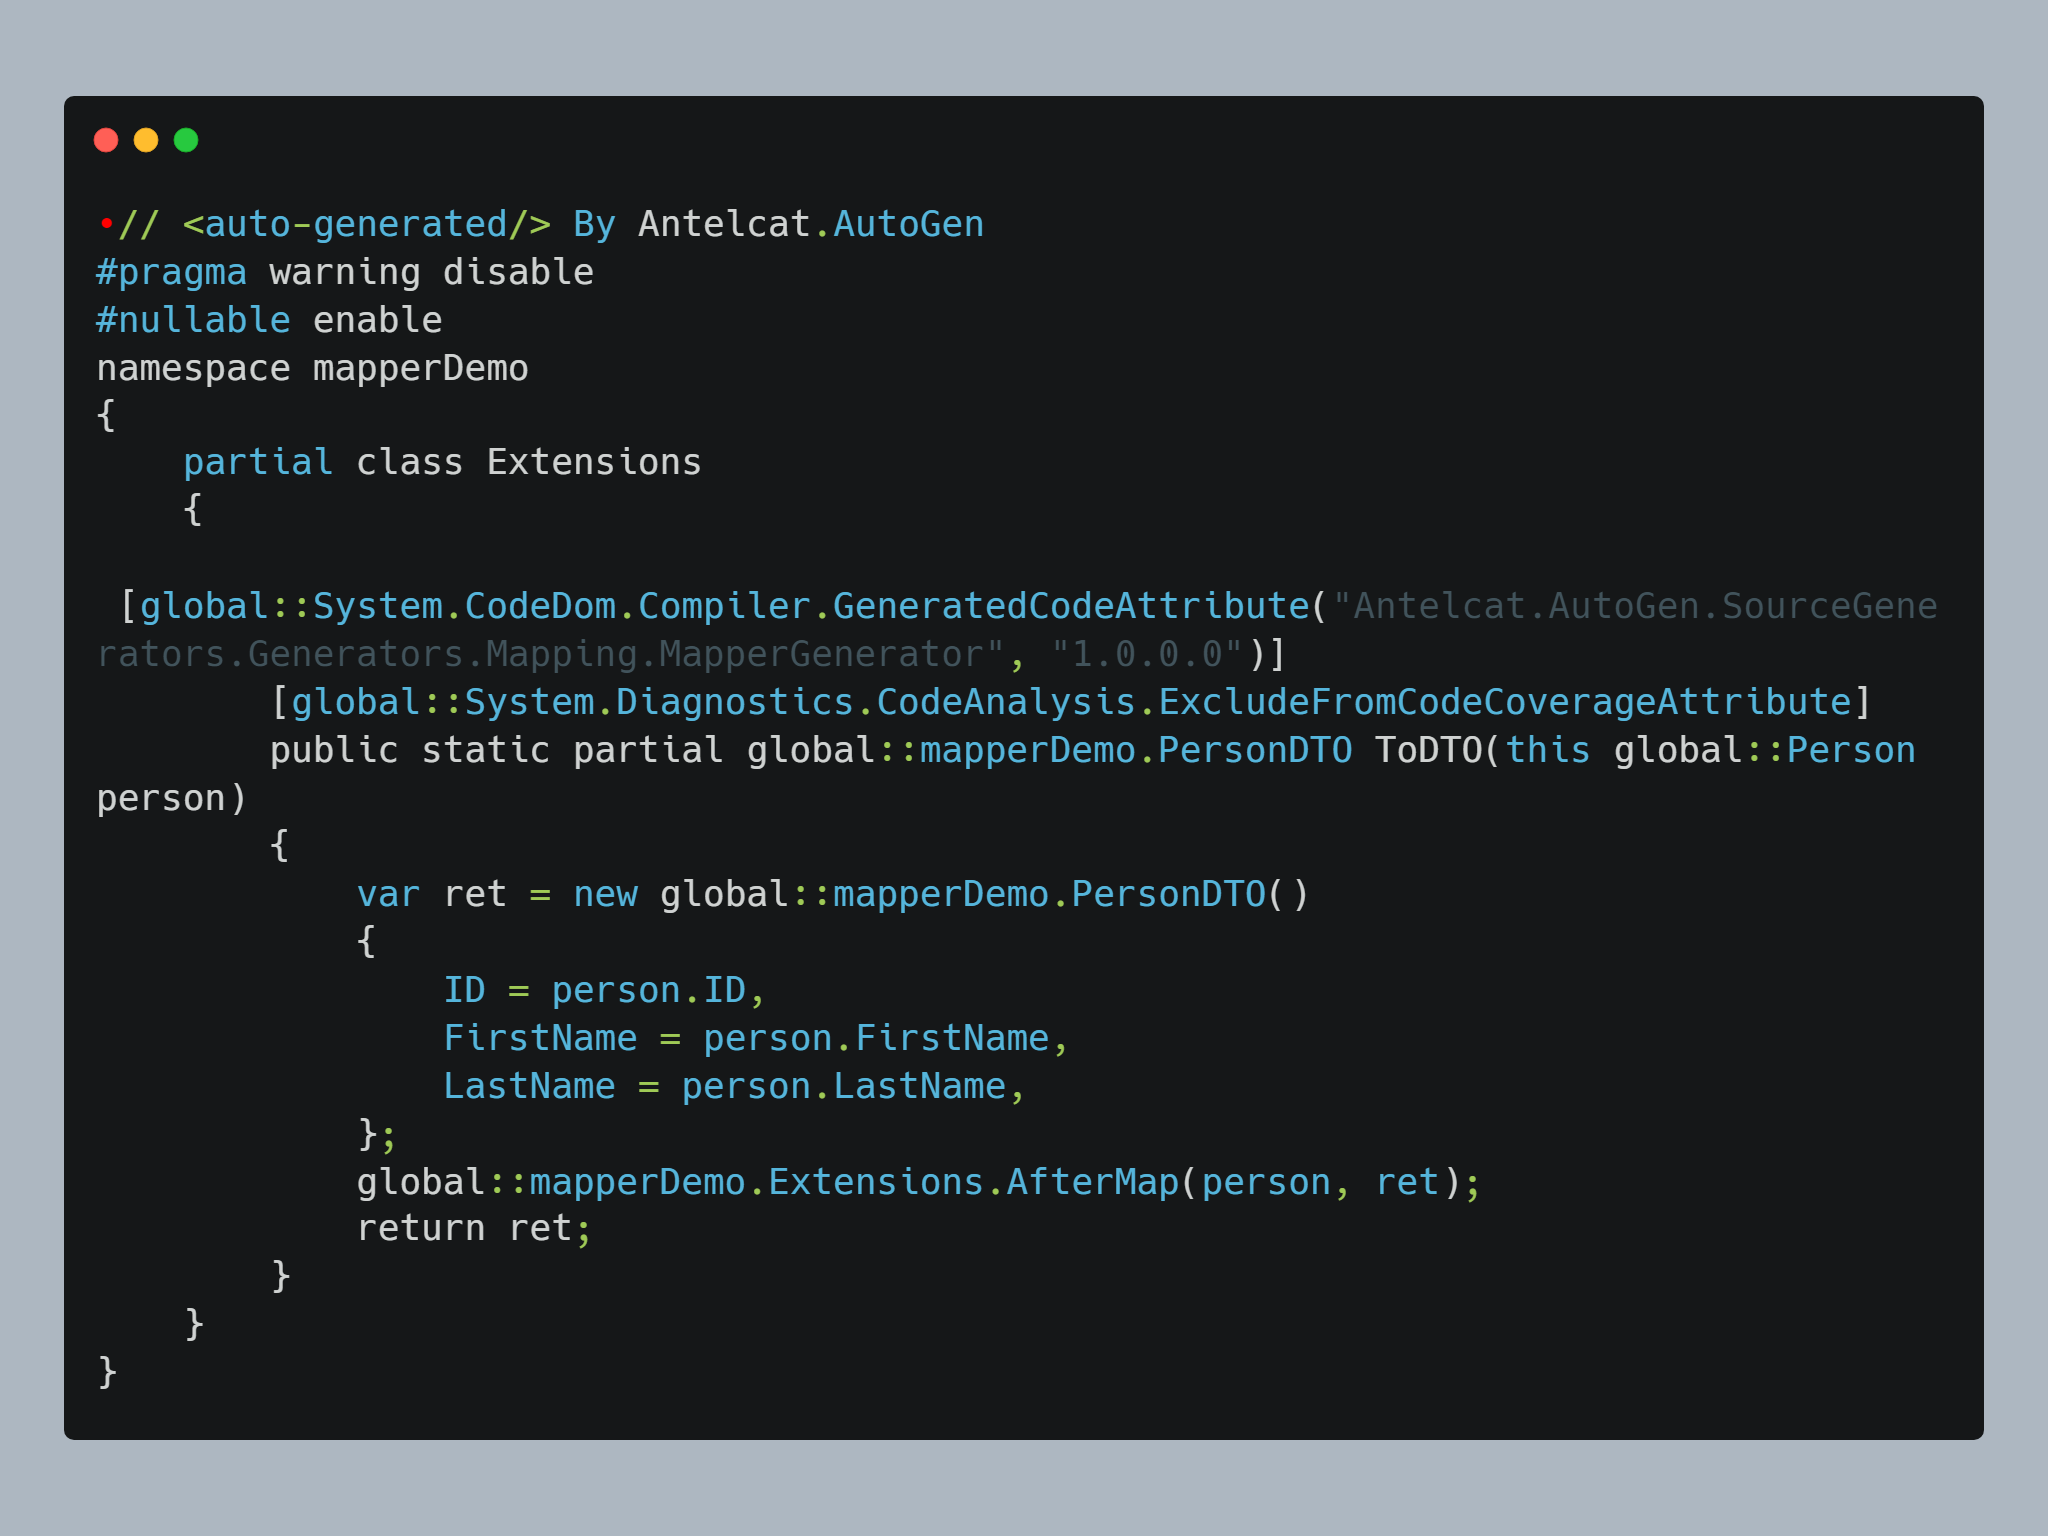 •// <auto-generated/> By Antelcat.AutoGen
#pragma warning disable
#nullable enable
namespace mapperDemo
{
    partial class Extensions
    {

 [global::System.CodeDom.Compiler.GeneratedCodeAttribute("Antelcat.AutoGen.SourceGene
rators.Generators.Mapping.MapperGenerator", "1.0.0.0")]
        [global::System.Diagnostics.CodeAnalysis.ExcludeFromCodeCoverageAttribute]
        public static partial global::mapperDemo.PersonDTO ToDTO(this global::Person
person)
        {
            var ret = new global::mapperDemo.PersonDTO()
            {
                ID = person.ID,
                FirstName = person.FirstName,
                LastName = person.LastName,
            };
            global::mapperDemo.Extensions.AfterMap(person, ret);
            return ret;
        }
    }
}